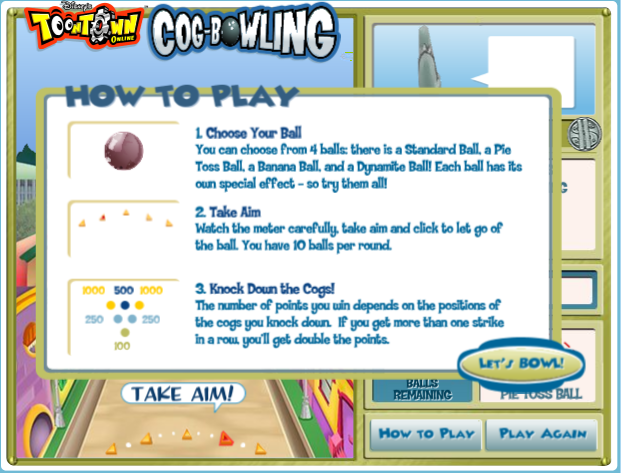 Disney's
TOONTOWN
ONLINE
COG-BOWLING
HOW TO PLAY
1. Choose Your Ball
You can choose from 4 balls: there is a Standard Ball, a Pie
Toss Ball, a Banana Ball, and a Dynamite Ball! Each ball has its
own special effect - so try them all!
2. Take Aim
Watch the meter carefully, take aim and click to let go of
the ball. You have 10 balls per round.
1000 500 1000
250 250
100
3. Knock Down the Cogs!
The number of points you win depends on the positions of
the cogs you knock down. If you get more than one strike
in a row, you'll get double the points.
LET'S BOWL!
BALLS
REMAINING
PIE TOSS BALL
TAKE AIM!
HOW TO PLAY
PLAY AGAIN